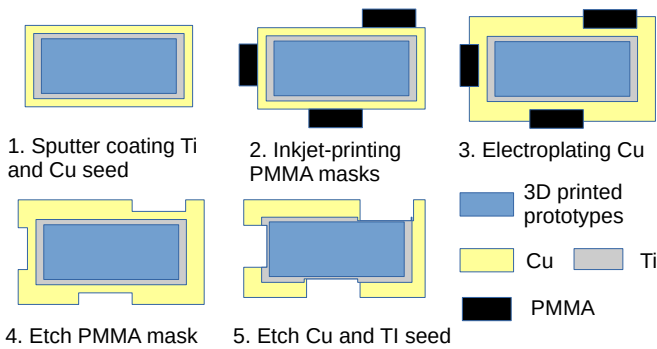 1. Sputter coating Ti
and Cu seed
2. Inkjet-printing
PMMA masks
3. Electroplating Cu
3D printed
prototypes
Cu
Ti
PMMA
4. Etch PMMA mask
5. Etch Cu and TI seed